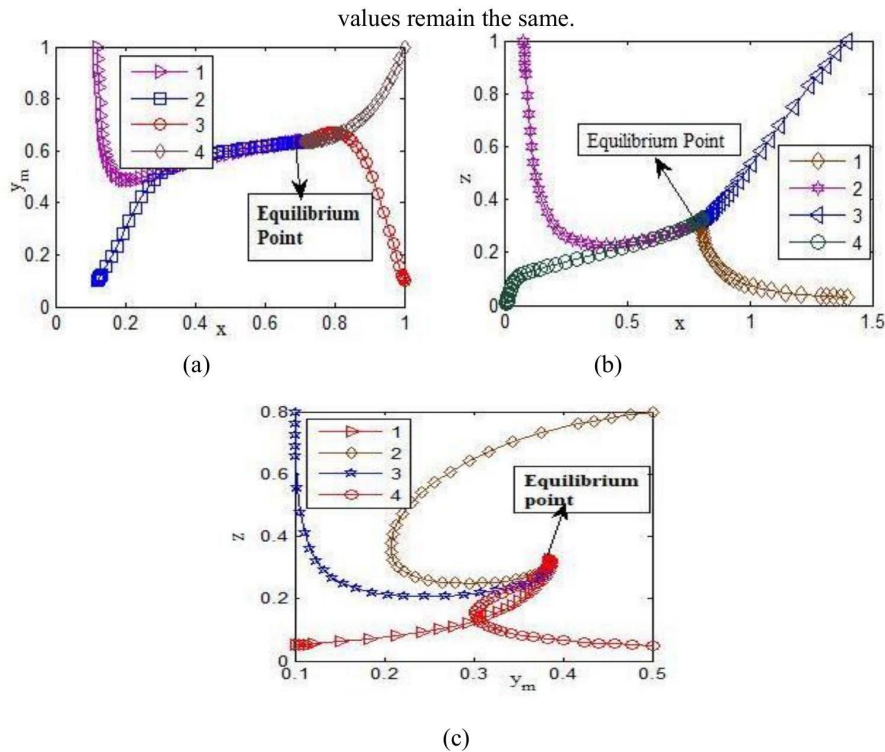 values remain the same.
1
0.8
0.6
0.4
0.2
0
y_m
1
2
3
4
Equilibrium
Point
0
0.2
0.4
0.6
0.8
1
x
(a)
1
0.8
0.6
0.4
0.2
0
z
Equilibrium Point
1
2
3
4
0
0.5
1
1.5
x
(b)
0.8
0.6
0.4
0.2
0
z
1
2
3
4
Equilibrium
point
0.1
0.2
0.3
0.4
0.5
y_m
(c)